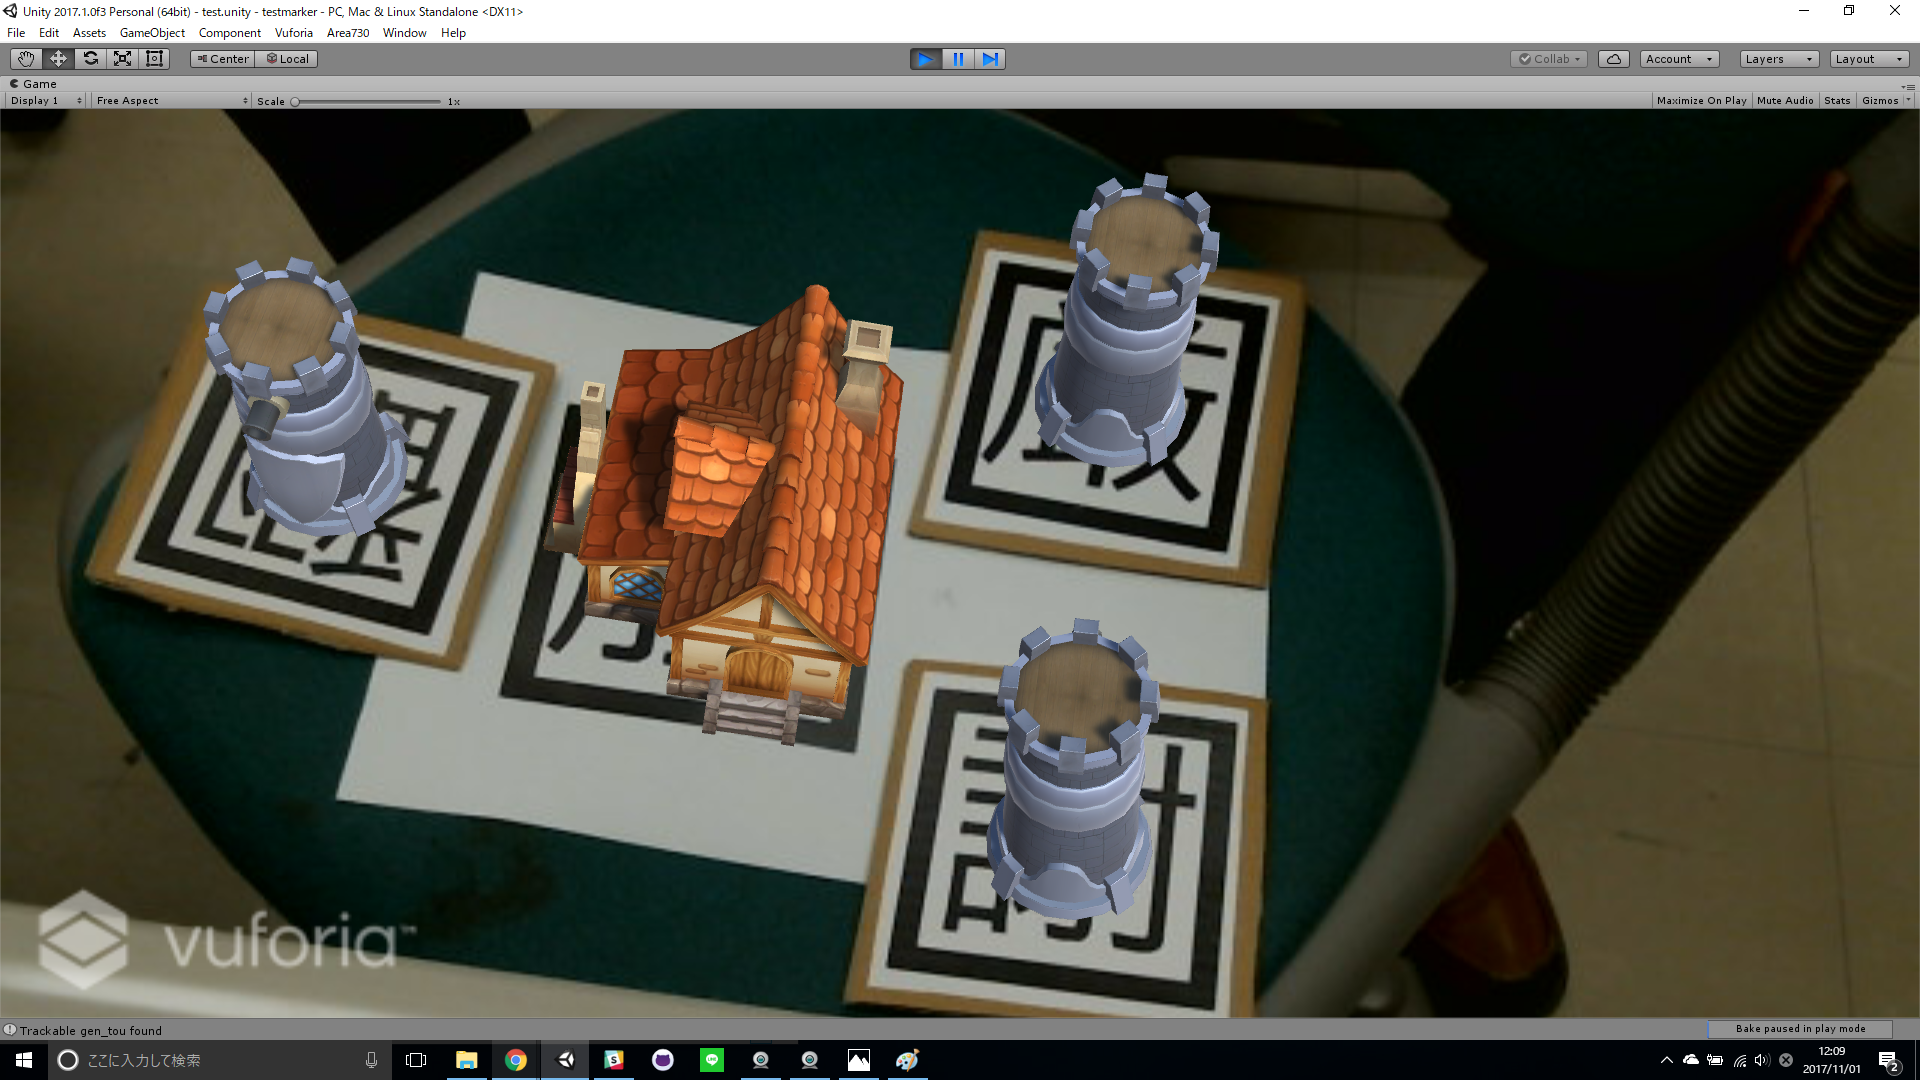 Unity 2017.1.0f3 Personal (64bit) - test.unity - testmarker - PC, Mac & Linux Standalone <DX11>
File Edit Assets GameObject Component Vuforia Area730 Window Help
Center Local Collab Account Layers Layout
Game
Display 1 Free Aspect Scale 1x Maximize On Play Mute Audio Stats Gizmos
討
vuforia™
Trackable gen_tou found
Bake paused in play mode
ここに入力して検索
12:09
2017/11/01
2